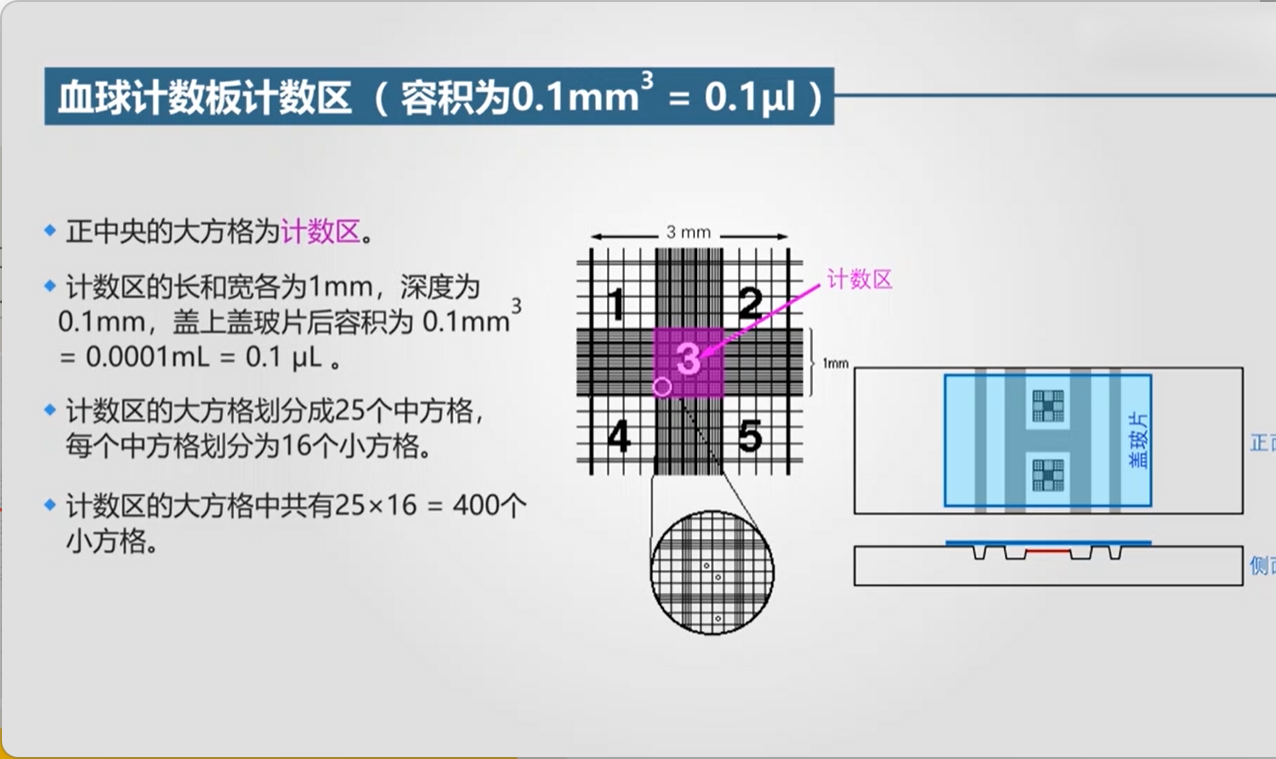 血球计数板计数区（容积为0.1mm³ = 0.1μl）
正中央的大方格为计数区。
计数区的长和宽各为1mm，深度为
0.1mm，盖上盖玻片后容积为 0.1mm³
= 0.0001mL = 0.1 μL 。
计数区的大方格划分成25个中方格，
每个中方格划分为16个小方格。
计数区的大方格中共有25×16 = 400个
小方格。
3 mm
计数区
1
2
3
1mm
4
5
盖玻片
正
侧